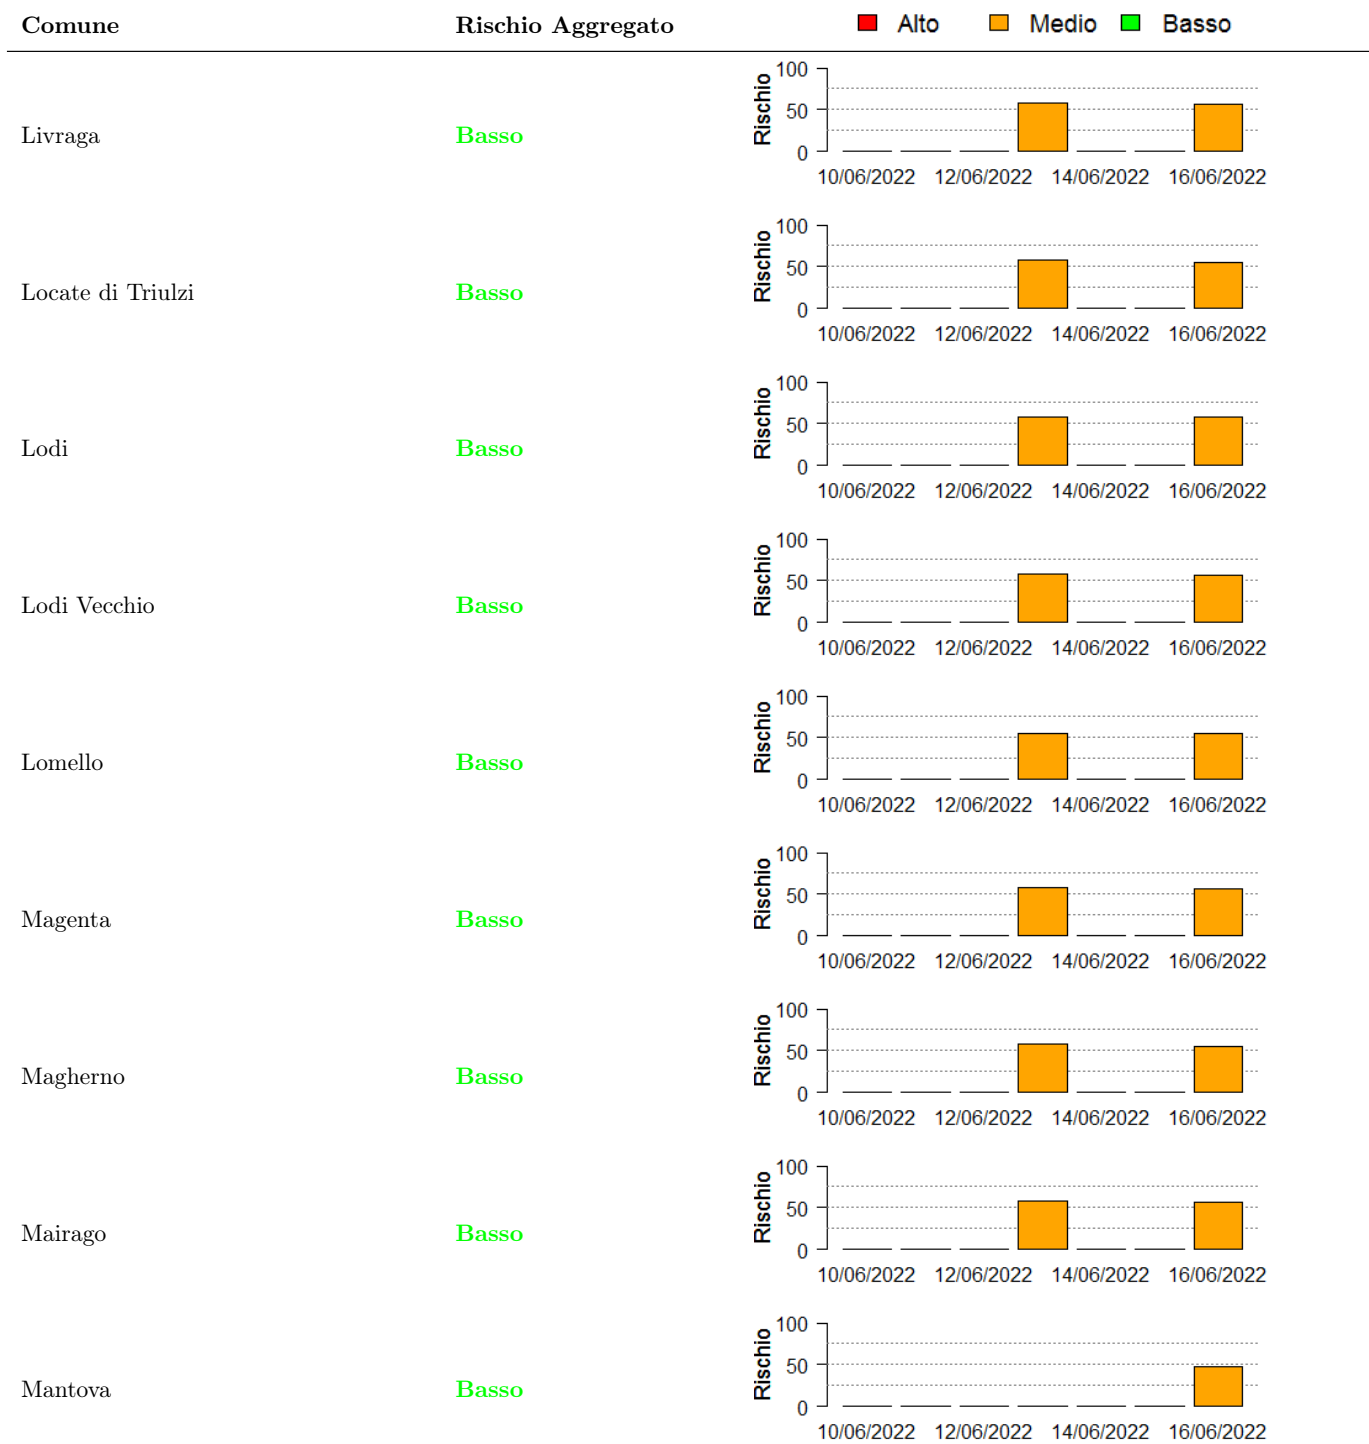 Comune Rischio Aggregato Alto Medio Basso
100
50
0
Rischio
Livraga Basso
10/06/2022 12/06/2022 14/06/2022 16/06/2022
100
50
0
Rischio
Locate di Triulzi Basso
10/06/2022 12/06/2022 14/06/2022 16/06/2022
100
50
0
Rischio
Lodi Basso
10/06/2022 12/06/2022 14/06/2022 16/06/2022
100
50
0
Rischio
Lodi Vecchio Basso
10/06/2022 12/06/2022 14/06/2022 16/06/2022
100
50
0
Rischio
Lomello Basso
10/06/2022 12/06/2022 14/06/2022 16/06/2022
100
50
0
Rischio
Magenta Basso
10/06/2022 12/06/2022 14/06/2022 16/06/2022
100
50
0
Rischio
Magherno Basso
10/06/2022 12/06/2022 14/06/2022 16/06/2022
100
50
0
Rischio
Mairago Basso
10/06/2022 12/06/2022 14/06/2022 16/06/2022
100
50
0
Rischio
Mantova Basso
10/06/2022 12/06/2022 14/06/2022 16/06/2022